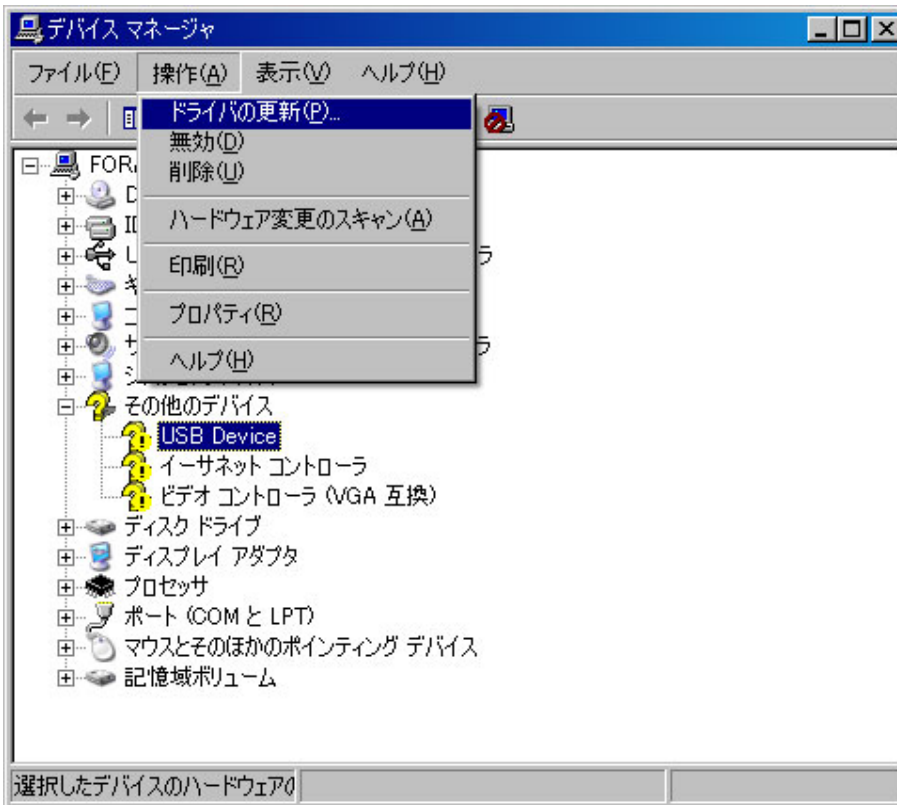 デバイス マネージャ
ファイル(F) 操作(A) 表示(V) ヘルプ(H)
ドライバの更新(P)...
無効(D)
削除(U)
ハードウェア変更のスキャン(A)
印刷(R)
プロパティ(R)
ヘルプ(H)
その他のデバイス
USB Device
イーサネット コントローラ
ビデオ コントローラ (VGA 互換)
ディスク ドライブ
ディスプレイ アダプタ
プロセッサ
ポート (COM と LPT)
マウスとそのほかのポインティング デバイス
記憶域ボリューム
選択したデバイスのハードウェアの